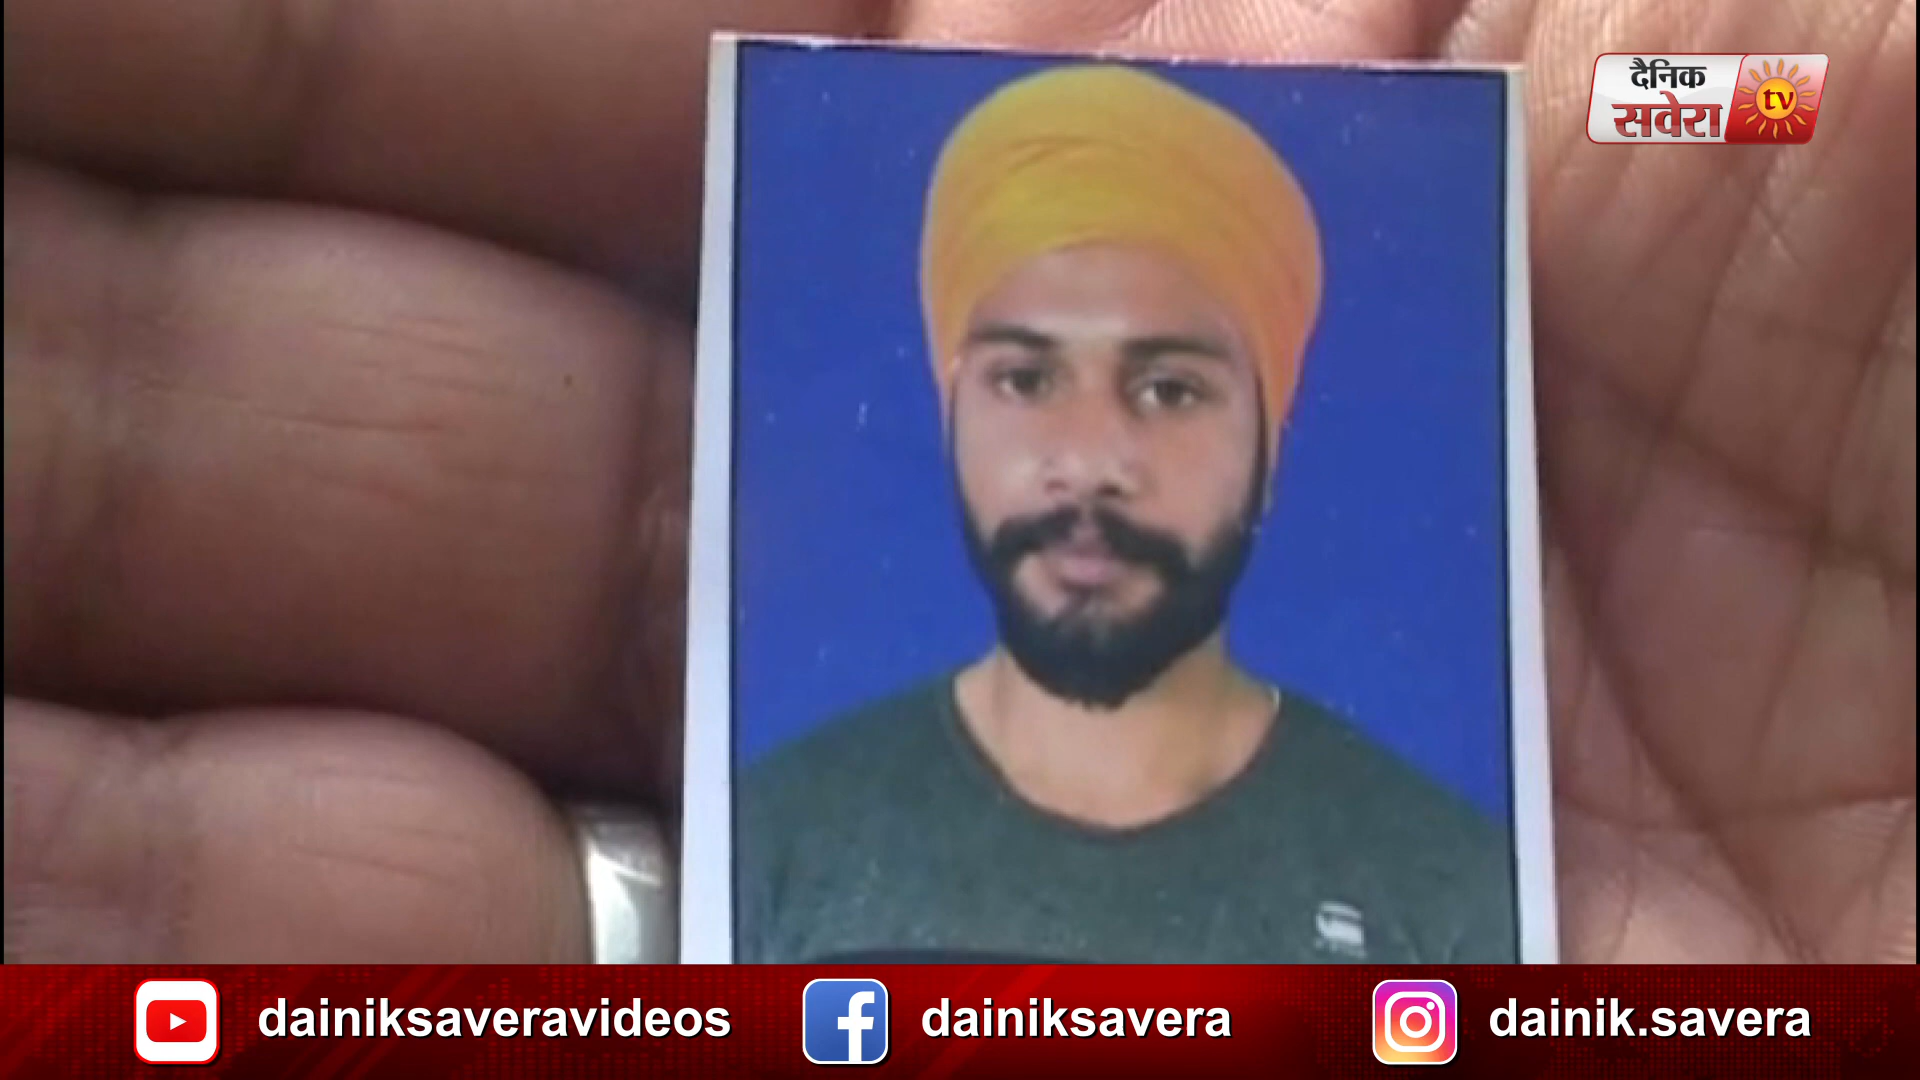 दैनिक
सवेरा
tv
dainiksaveravideos
dainiksavera
dainik.savera